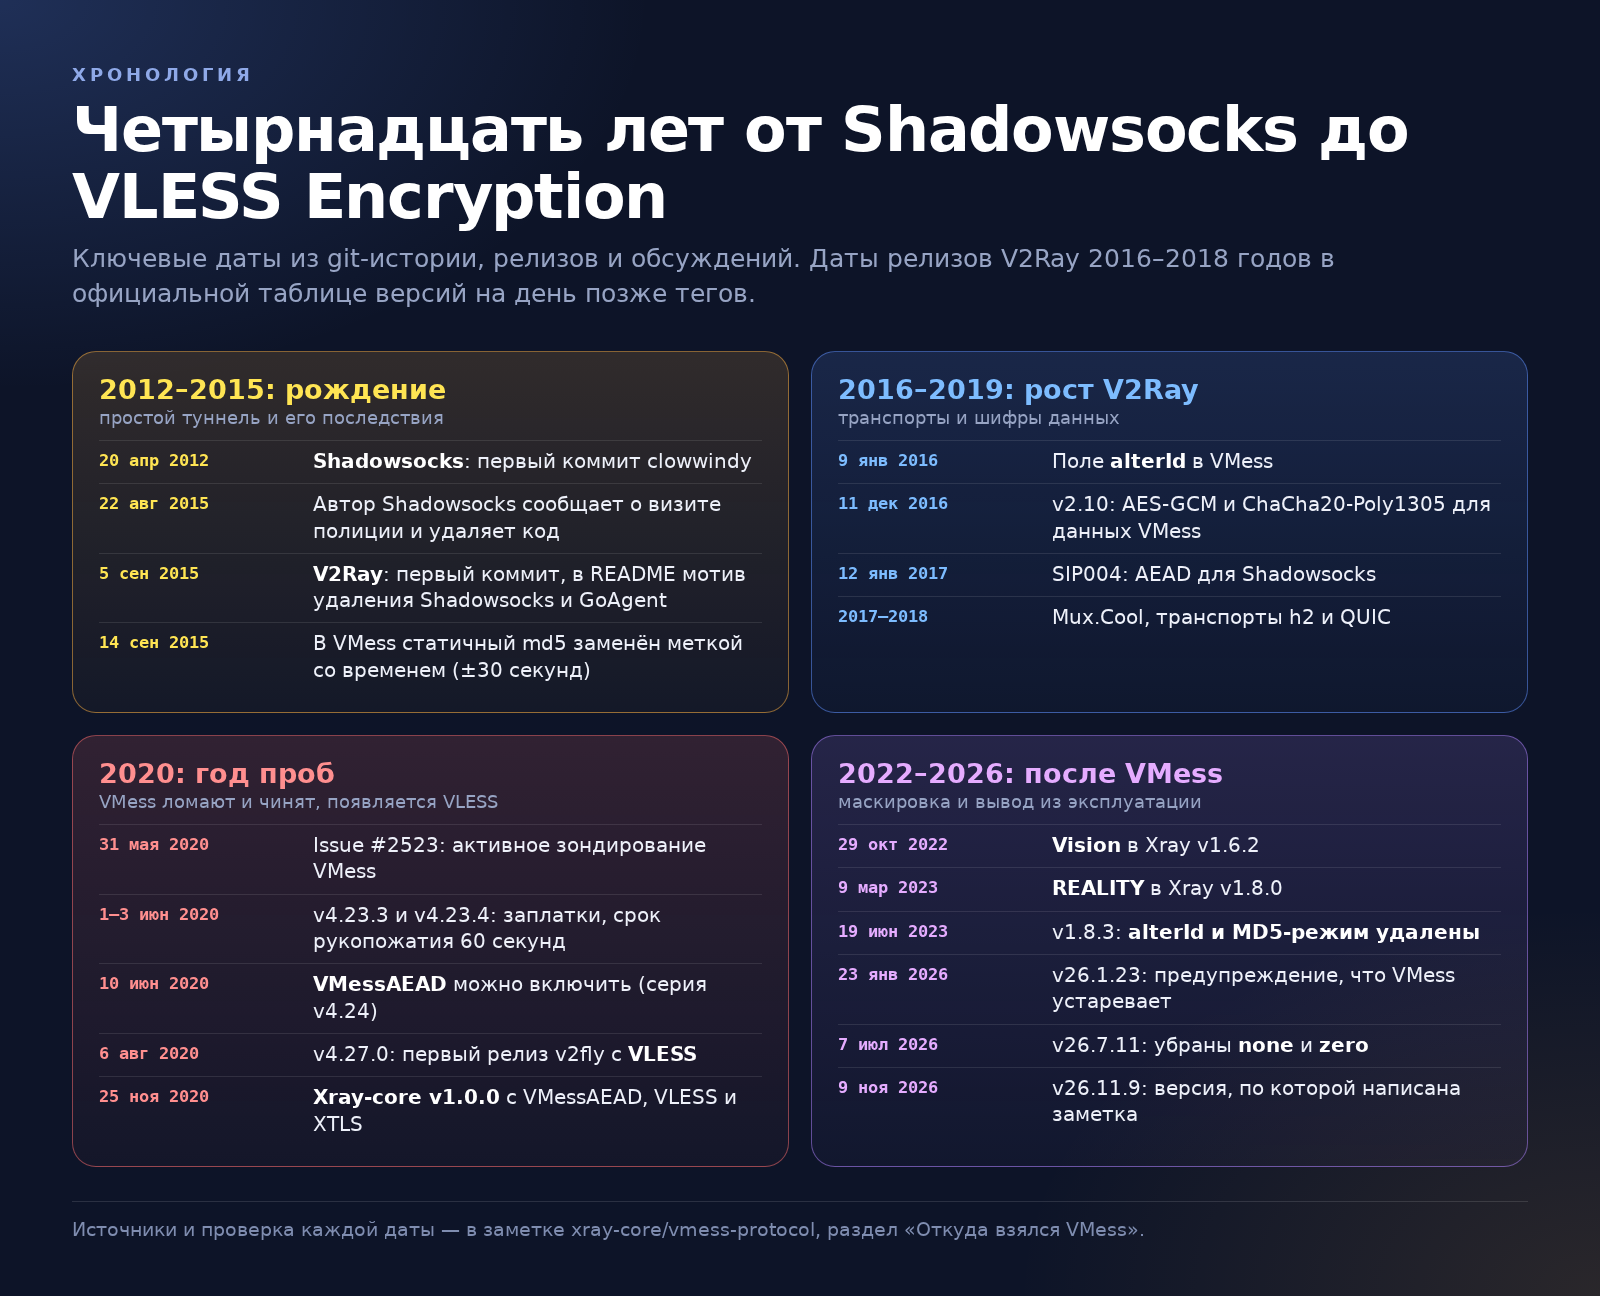 ХРОНОЛОГИЯ
Четырнадцать лет от Shadowsocks до
VLESS Encryption
Ключевые даты из git-истории, релизов и обсуждений. Даты релизов V2Ray 2016–2018 годов в
официальной таблице версий на день позже тегов.
2012–2015: рождение
простой туннель и его последствия
20 апр 2012 Shadowsocks: первый коммит clowwindy
22 авг 2015 Автор Shadowsocks сообщает о визите
полиции и удаляет код
5 сен 2015 V2Ray: первый коммит, в README мотив
удаления Shadowsocks и GoAgent
14 сен 2015 В VMess статичный md5 заменён меткой
со временем (±30 секунд)
2016–2019: рост V2Ray
транспорты и шифры данных
9 янв 2016 Поле alterId в VMess
11 дек 2016 v2.10: AES-GCM и ChaCha20-Poly1305 для
данных VMess
12 янв 2017 SIP004: AEAD для Shadowsocks
2017–2018 Mux.Cool, транспорты h2 и QUIC
2020: год проб
VMess ломают и чинят, появляется VLESS
31 мая 2020 Issue #2523: активное зондирование
VMess
1–3 июн 2020 v4.23.3 и v4.23.4: заплатки, срок
рукопожатия 60 секунд
10 июн 2020 VMessAEAD можно включить (серия
v4.24)
6 авг 2020 v4.27.0: первый релиз v2fly с VLESS
25 ноя 2020 Xray-core v1.0.0 с VMessAEAD, VLESS и
XTLS
2022–2026: после VMess
маскировка и вывод из эксплуатации
29 окт 2022 Vision в Xray v1.6.2
9 мар 2023 REALITY в Xray v1.8.0
19 июн 2023 v1.8.3: alterId и MD5-режим удалены
23 янв 2026 v26.1.23: предупреждение, что VMess
устаревает
7 июл 2026 v26.7.11: убраны none и zero
9 ноя 2026 v26.11.9: версия, по которой написана
заметка
Источники и проверка каждой даты — в заметке xray-core/vmess-protocol, раздел «Откуда взялся VMess».